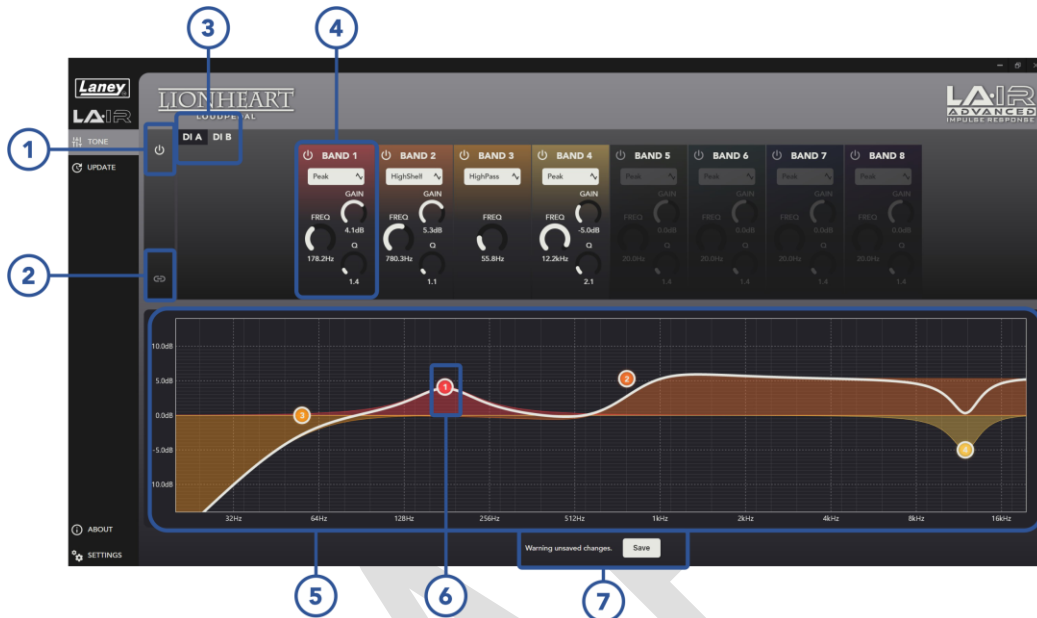 3
4
Laney
LIONHEART
LOUDPEDAL
LA·IR
ADVANCED
IMPULSE RESPONSE
LA·IR
1
TONE
DI A DI B
UPDATE
BAND 1 BAND 2 BAND 3 BAND 4 BAND 5 BAND 6 BAND 7 BAND 8
Peak HighShelf HighPass Peak Peak Peak Peak Peak
GAIN GAIN GAIN GAIN GAIN GAIN GAIN
FREQ FREQ FREQ FREQ FREQ FREQ FREQ FREQ
4.1dB 5.3dB -5.0dB 0.0dB 0.0dB 0.0dB 0.0dB
Q Q Q Q Q Q Q
178.2Hz 780.3Hz 55.8Hz 12.2kHz 20.0Hz 20.0Hz 20.0Hz 20.0Hz
1.4 1.1 2.1 1.4 1.4 1.4 1.4
2
10.0dB
5.0dB
1
2
0.0dB
3
-5.0dB
4
10.0dB
32Hz 64Hz 128Hz 256Hz 512Hz 1kHz 2kHz 4kHz 8kHz 16kHz
ABOUT
SETTINGS
Warning unsaved changes. Save
5
6
7